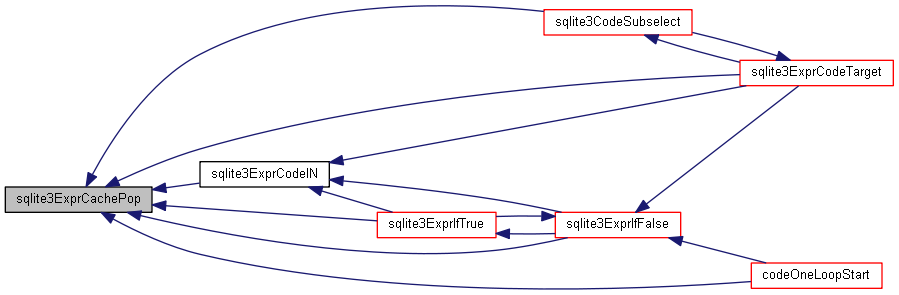 sqlite3CodeSubselect
sqlite3ExprCodeTarget
sqlite3ExprCodeIN
sqlite3ExprCachePop
sqlite3ExprIfTrue
sqlite3ExprIfFalse
codeOneLoopStart